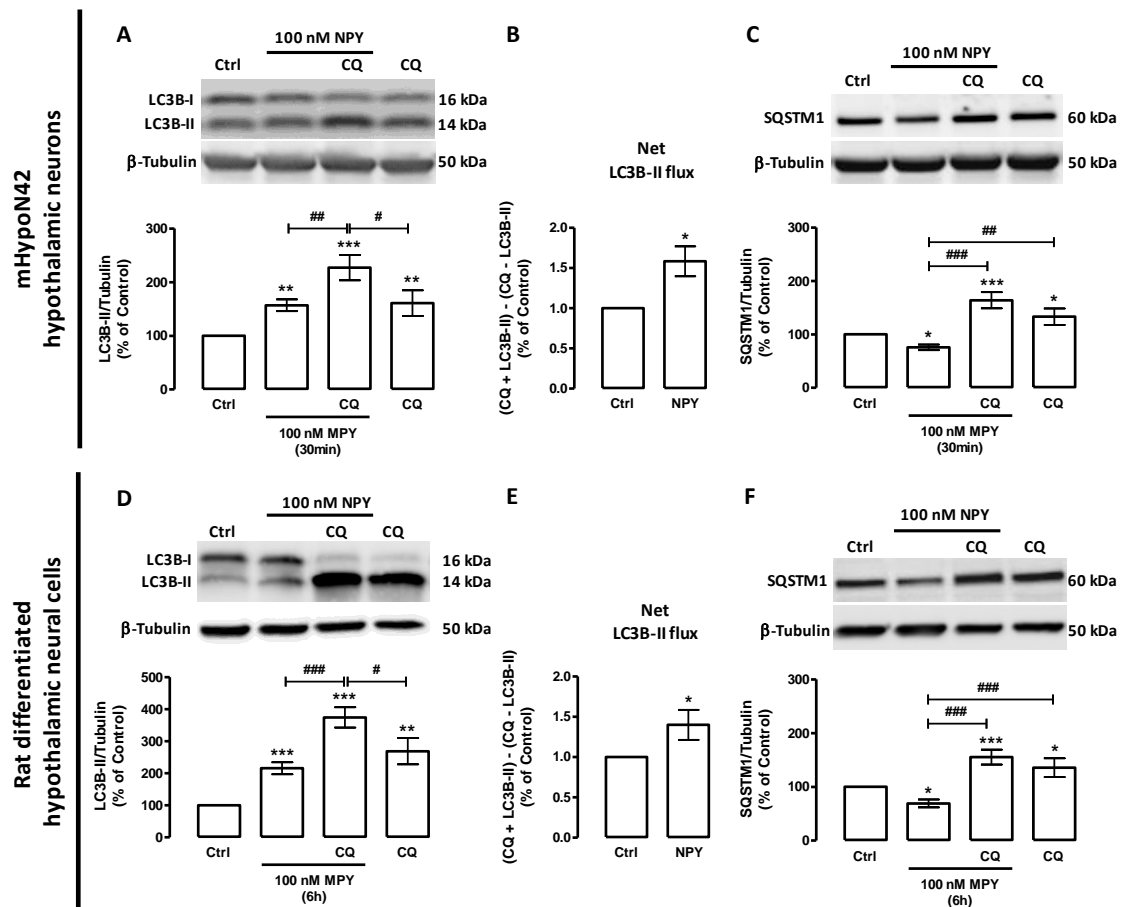 mHypoN42
hypothalamic neurons
A
100 nM NPY
Ctrl CQ CQ
LC3B-I 16 kDa
LC3B-II 14 kDa
β-Tubulin 50 kDa
LC3B-II/Tubulin
(% of Control)
300
200
100
0
## #
** *** **
Ctrl CQ CQ
100 nM MPY
(30min)
B
Net
LC3B-II flux
(CQ + LC3B-II) - (CQ - LC3B-II)
(% of Control)
2.0
1.5
1.0
0.5
0.0
*
Ctrl NPY
C
100 nM NPY
Ctrl CQ CQ
SQSTM1 60 kDa
β-Tubulin 50 kDa
SQSTM1/Tubulin
(% of Control)
300
200
150
100
50
0
##
###
* *** *
Ctrl CQ CQ
100 nM MPY
(30min)
Rat differentiated
hypothalamic neural cells
D
100 nM NPY
Ctrl CQ CQ
LC3B-I 16 kDa
LC3B-II 14 kDa
β-Tubulin 50 kDa
LC3B-II/Tubulin
(% of Control)
500
400
300
200
100
0
### #
*** *** **
Ctrl CQ CQ
100 nM MPY
(6h)
E
Net
LC3B-II flux
(CQ + LC3B-II) - (CQ - LC3B-II)
(% of Control)
2.0
1.5
1.0
0.5
0.0
*
Ctrl NPY
F
100 nM NPY
Ctrl CQ CQ
SQSTM1 60 kDa
β-Tubulin 50 kDa
SQSTM1/Tubulin
(% of Control)
300
200
150
100
50
0
###
###
* *** *
Ctrl CQ CQ
100 nM MPY
(6h)